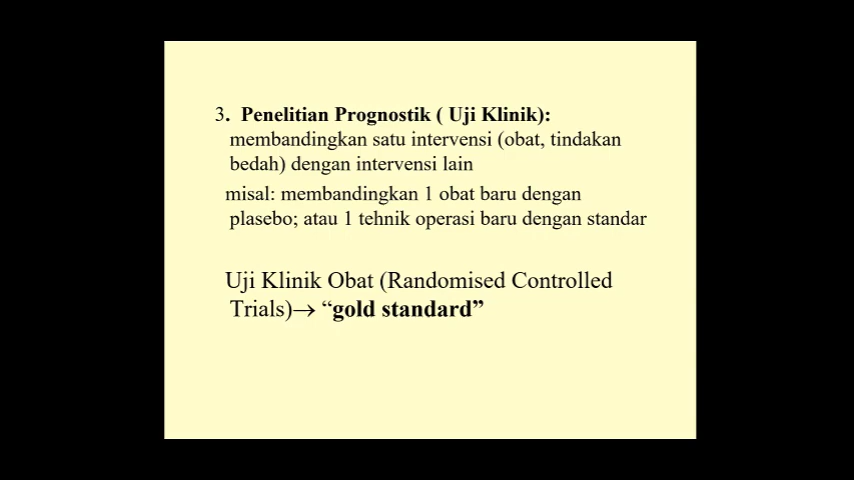 3. Penelitian Prognostik ( Uji Klinik):
membandingkan satu intervensi (obat, tindakan
bedah) dengan intervensi lain
misal: membandingkan 1 obat baru dengan
plasebo; atau 1 tehnik operasi baru dengan standar
Uji Klinik Obat (Randomised Controlled
Trials)→ “gold standard”